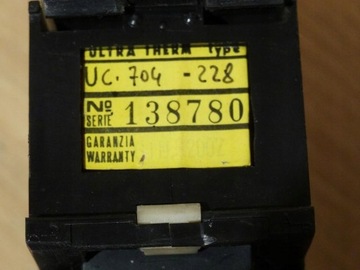 ULTRA THERM type
UC. 704 - 228
No SERIE 138780
GARANZIA
WARRANTY